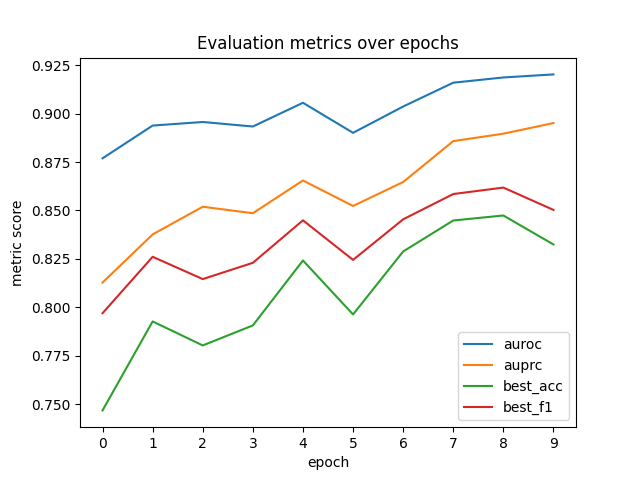 Evaluation metrics over epochs
metric score
0.925
0.900
0.875
0.850
0.825
0.800
0.775
0.750
0 1 2 3 4 5 6 7 8 9
epoch
auroc
auprc
best_acc
best_f1